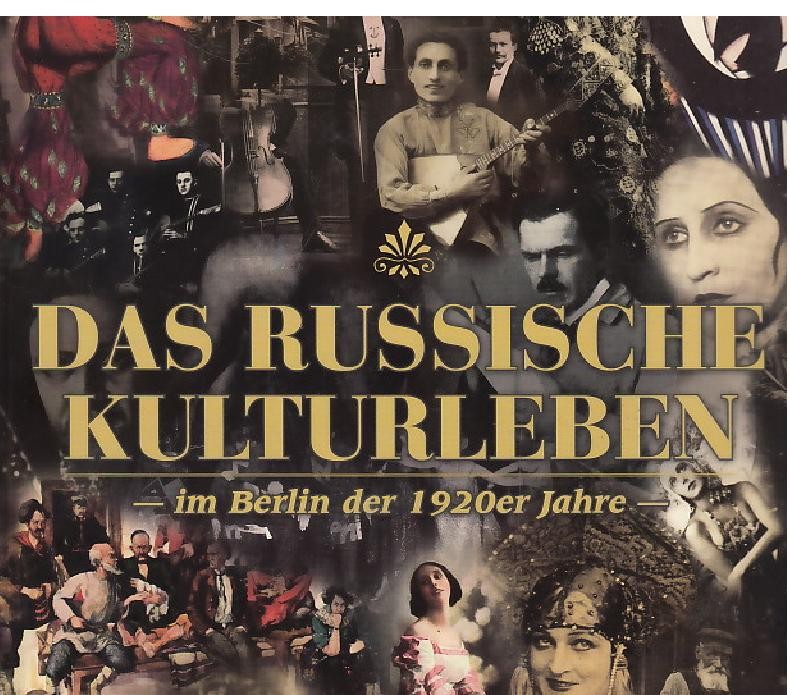 DAS RUSSISCHE
KULTURLEBEN
— im Berlin der 1920er Jahre —